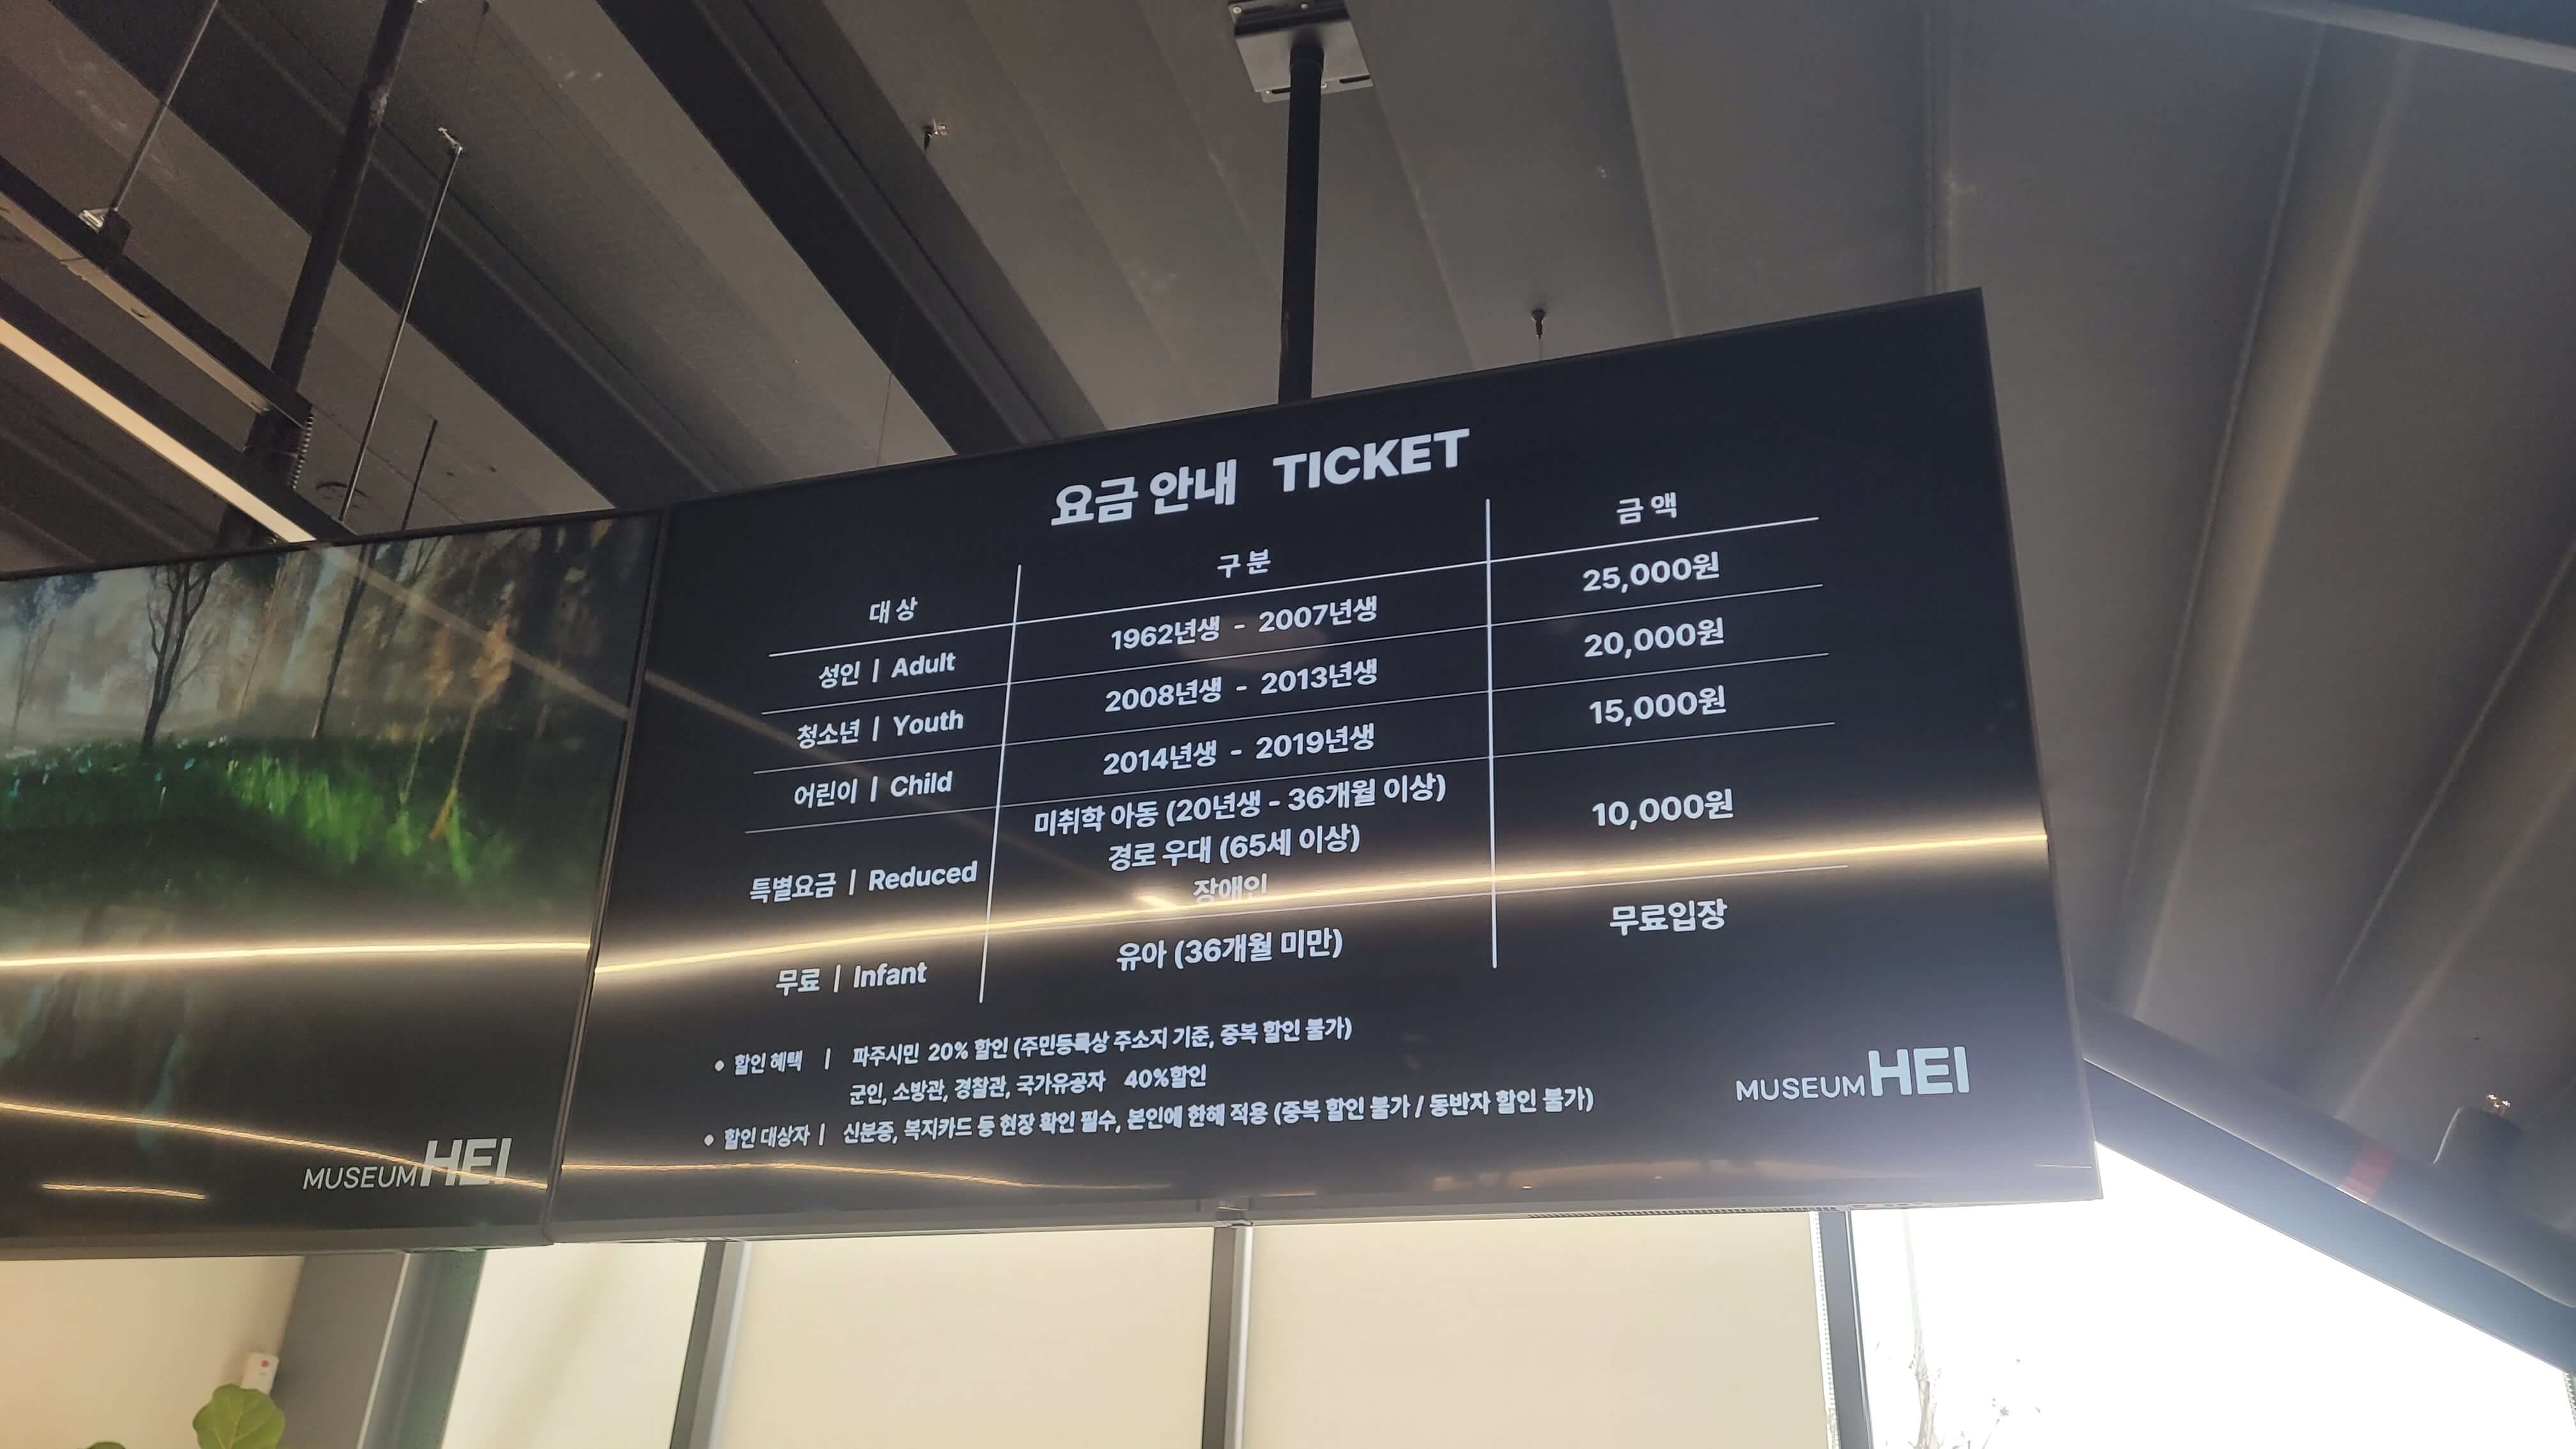 요금 안내 TICKET
대 상 구 분 금 액
성인 | Adult 1962년생 - 2007년생 25,000원
청소년 | Youth 2008년생 - 2013년생 20,000원
어린이 | Child 2014년생 - 2019년생 15,000원
특별요금 | Reduced 미취학 아동 (20년생 - 36개월 이상) 10,000원
경로 우대 (65세 이상)
장애인
무료 | Infant 유아 (36개월 미만) 무료입장
• 할인 혜택 | 파주시민 20% 할인 (주민등록상 주소지 기준, 중복 할인 불가)
군인, 소방관, 경찰관, 국가유공자 40%할인
• 할인 대상자 | 신분증, 복지카드 등 현장 확인 필수, 본인에 한해 적용 (중복 할인 불가 / 동반자 할인 불가)
MUSEUM HEI
MUSEUM HEI